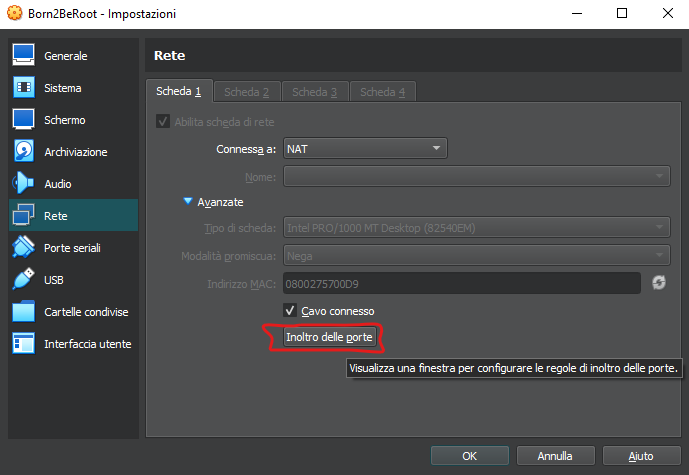 Born2BeRoot - Impostazioni
Generale
Sistema
Schermo
Archiviazione
Audio
Rete
Porte seriali
USB
Cartelle condivise
Interfaccia utente
Rete
Scheda 1 Scheda 2 Scheda 3 Scheda 4
Abilita scheda di rete
Connessa a: NAT
Nome:
Avanzate
Tipo di scheda: Intel PRO/1000 MT Desktop (82540EM)
Modalità promiscua: Nega
Indirizzo MAC: 0800275700D9
Cavo connesso
Inoltro delle porte
Visualizza una finestra per configurare le regole di inoltro delle porte.
OK Annulla Aiuto